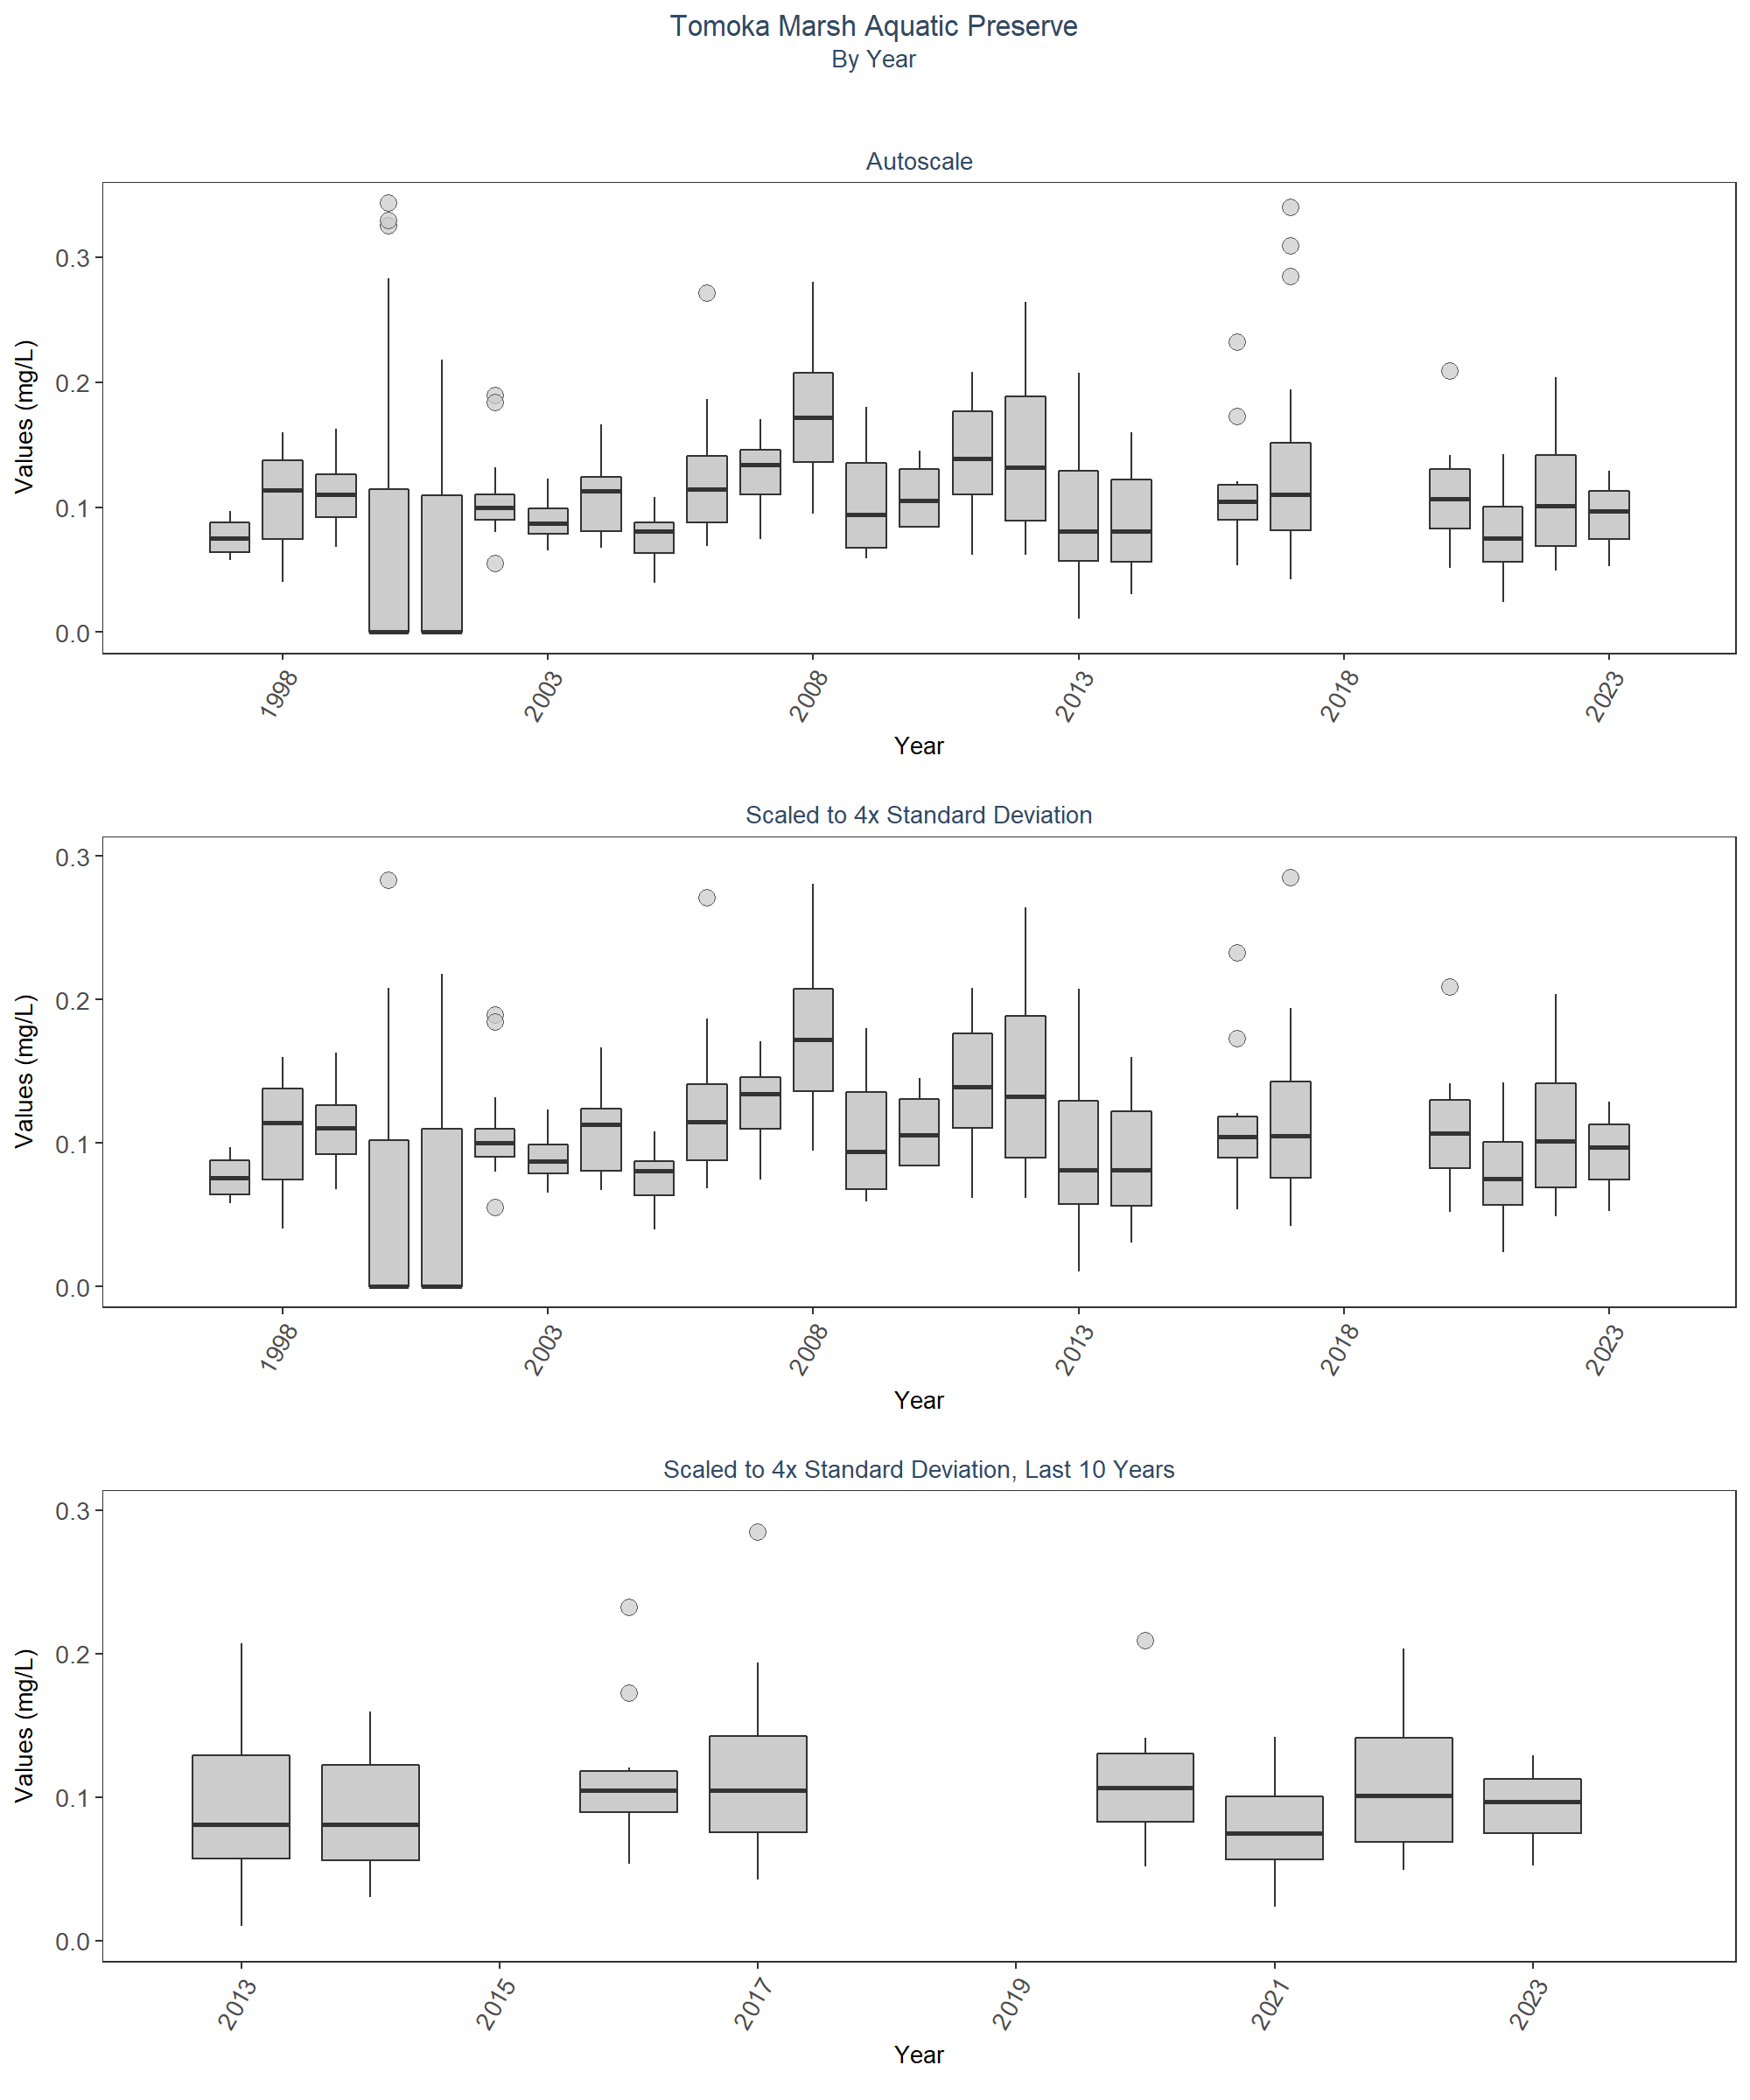 Tomoka Marsh Aquatic Preserve
By Year
Autoscale
Values (mg/L)
0.3
0.2
0.1
0.0
1998 2003 2008 2013 2018 2023
Year
Scaled to 4x Standard Deviation
Values (mg/L)
0.3
0.2
0.1
0.0
1998 2003 2008 2013 2018 2023
Year
Scaled to 4x Standard Deviation, Last 10 Years
Values (mg/L)
0.3
0.2
0.1
0.0
2013 2015 2017 2019 2021 2023
Year